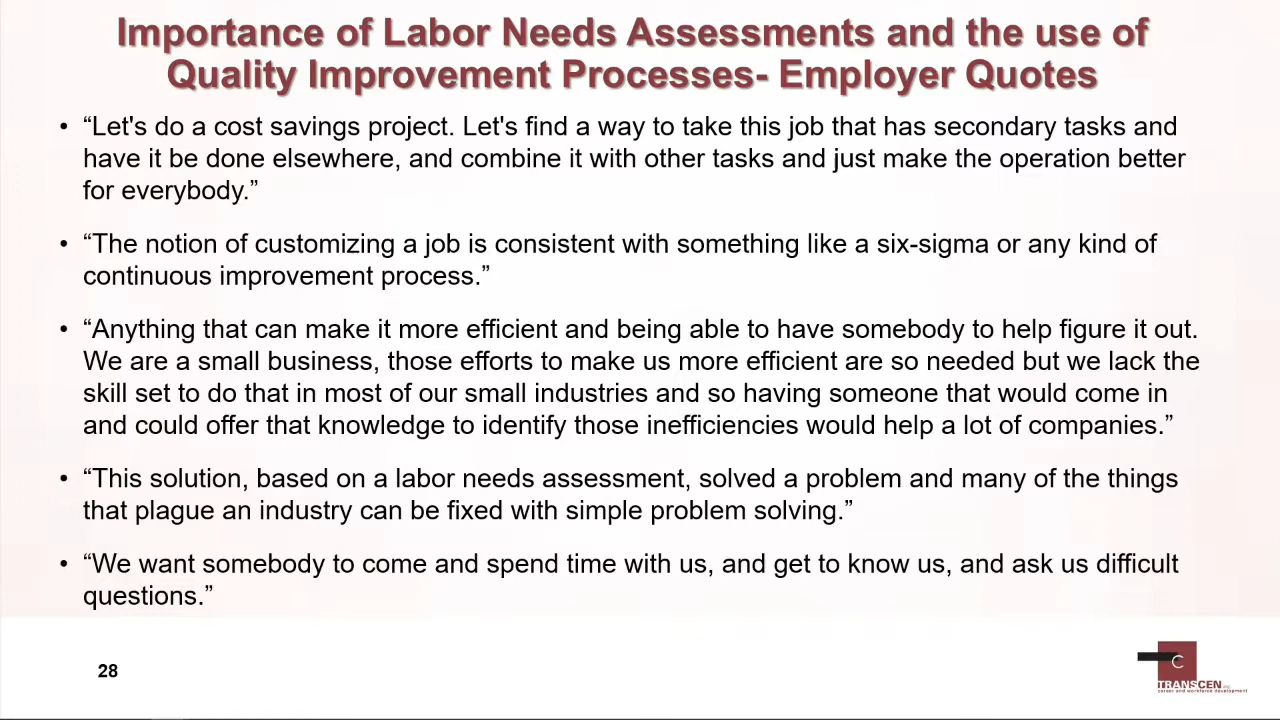 Importance of Labor Needs Assessments and the use of
Quality Improvement Processes- Employer Quotes
• “Let's do a cost savings project. Let's find a way to take this job that has secondary tasks and
have it be done elsewhere, and combine it with other tasks and just make the operation better
for everybody.”
• “The notion of customizing a job is consistent with something like a six-sigma or any kind of
continuous improvement process.”
• “Anything that can make it more efficient and being able to have somebody to help figure it out.
We are a small business, those efforts to make us more efficient are so needed but we lack the
skill set to do that in most of our small industries and so having someone that would come in
and could offer that knowledge to identify those inefficiencies would help a lot of companies.”
• “This solution, based on a labor needs assessment, solved a problem and many of the things
that plague an industry can be fixed with simple problem solving.”
• “We want somebody to come and spend time with us, and get to know us, and ask us difficult
questions.”
28
C
TRANSCEN
career and workforce development